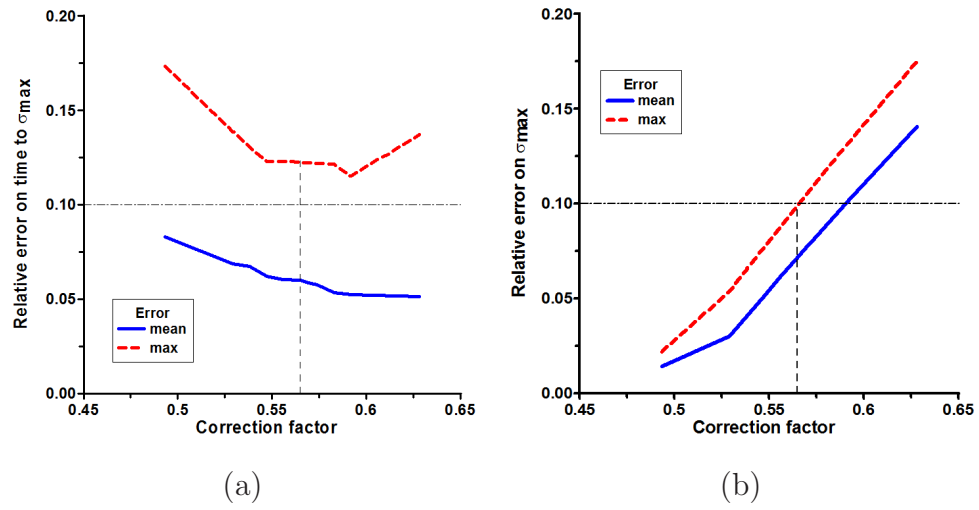 Relative error on time to σmax
0.20
0.15
0.10
0.05
0.00
Error
mean
max
0.45
0.5
0.55
0.6
0.65
Correction factor
(a)
Relative error on σmax
0.20
0.15
0.10
0.05
0.00
Error
mean
max
0.45
0.5
0.55
0.6
0.65
Correction factor
(b)